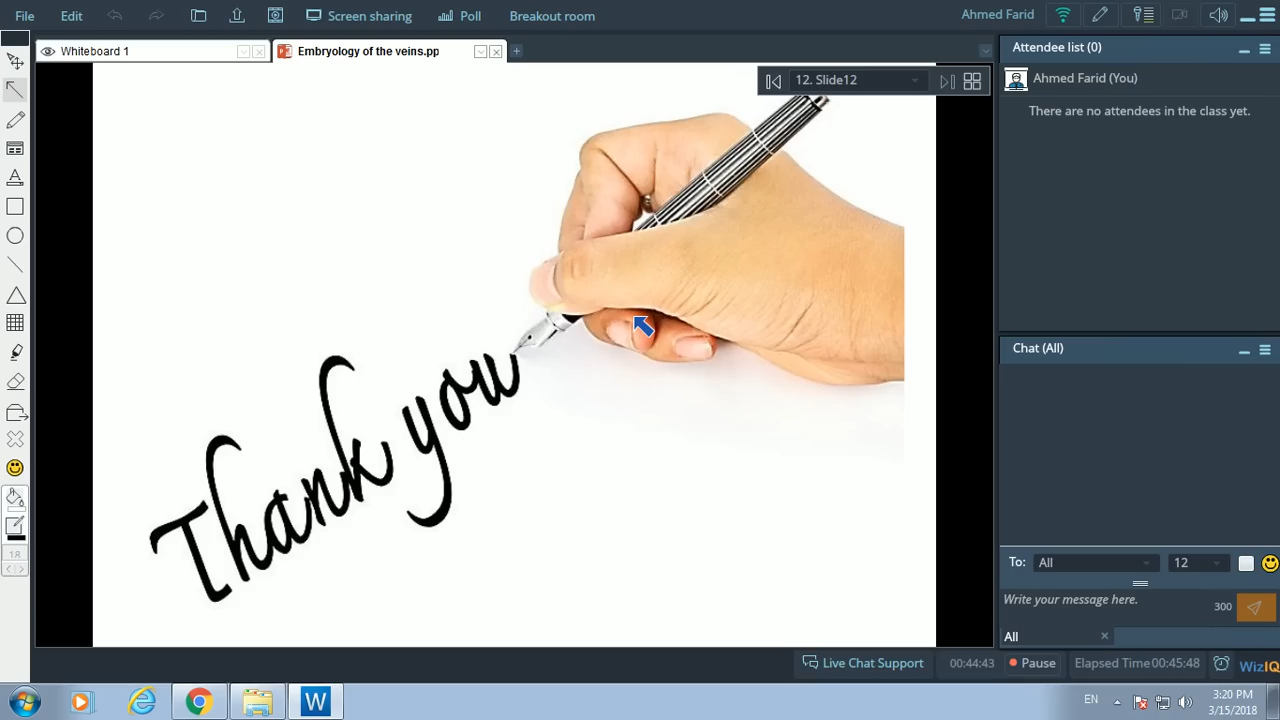 File Edit Screen sharing Poll Breakout room Ahmed Farid
Whiteboard 1 Embryology of the veins.pp
12. Slide12
Attendee list (0)
Ahmed Farid (You)
There are no attendees in the class yet.
Thank you
Chat (All)
To: All 12
Write your message here. 300
All
Live Chat Support 00:44:43 Pause Elapsed Time 00:45:48 WizIQ
EN 3:20 PM
3/15/2018